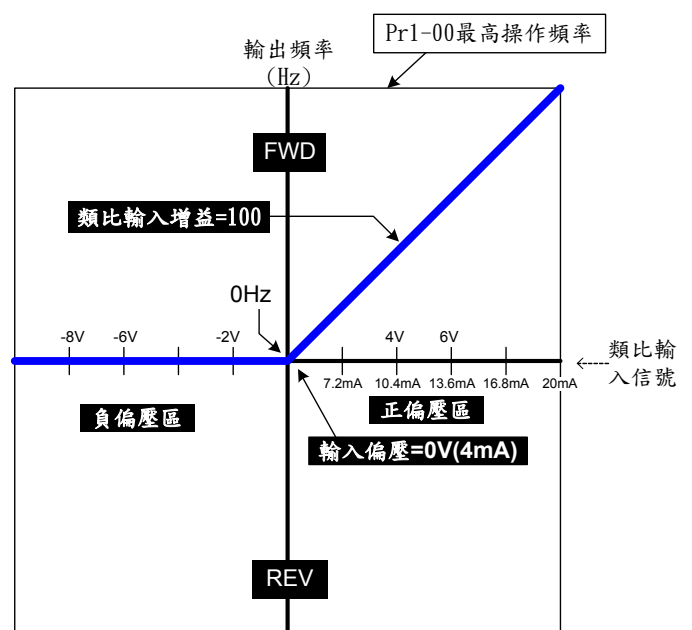 Pr1-00最高操作頻率
輸出頻率
(Hz)
FWD
類比輸入增益=100
0Hz
-8V -6V -2V 4V 6V
類比輸
入信號
7.2mA 10.4mA 13.6mA 16.8mA 20mA
負偏壓區 正偏壓區
輸入偏壓=0V(4mA)
REV